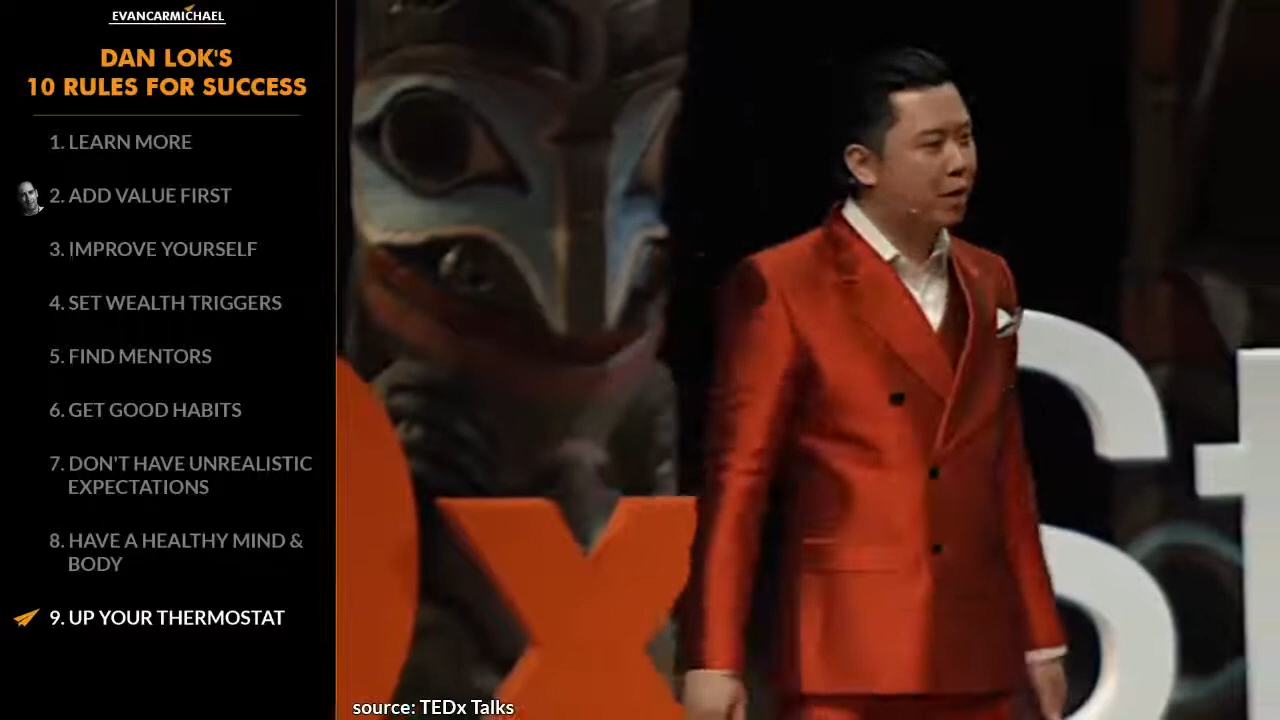 EVANCARMICHAEL
DAN LOK'S
10 RULES FOR SUCCESS
1. LEARN MORE
2. ADD VALUE FIRST
3. IMPROVE YOURSELF
4. SET WEALTH TRIGGERS
5. FIND MENTORS
6. GET GOOD HABITS
7. DON'T HAVE UNREALISTIC
EXPECTATIONS
8. HAVE A HEALTHY MIND &
BODY
9. UP YOUR THERMOSTAT
x St
source: TEDx Talks